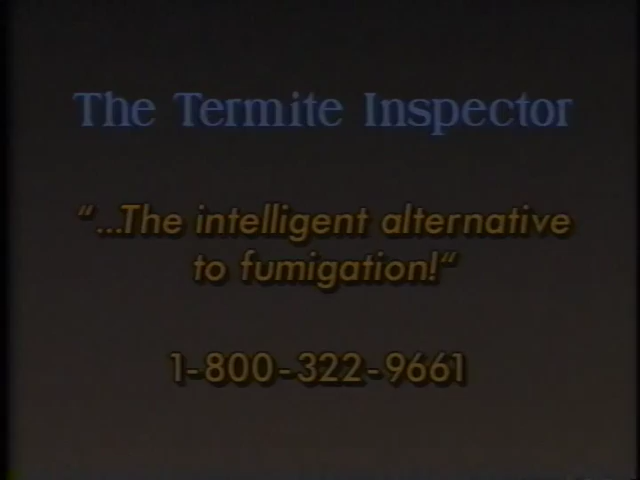 The Termite Inspector
“...The intelligent alternative
to fumigation!“
1-800-322-9661